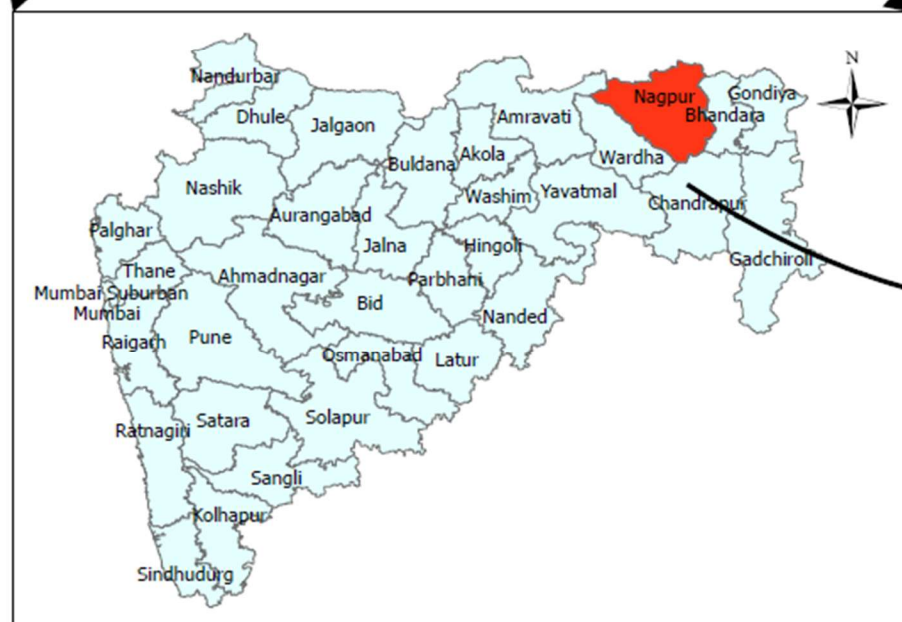 N
Nandurbar
Nagpur
Gondiya
Dhule
Jalgaon
Amravati
Bhandara
Buldana
Akola
Wardha
Nashik
Washim
Yavatmal
Chandrapur
Aurangabad
Palghar
Jalna
Hingoli
Gadchiroli
Thane
Ahmadnagar
Parbhani
Mumbai Suburban
Bid
Mumbai
Nanded
Raigarh
Pune
Osmanabad
Latur
Ratnagiri
Satara
Solapur
Sangli
Kolhapur
Sindhudurg